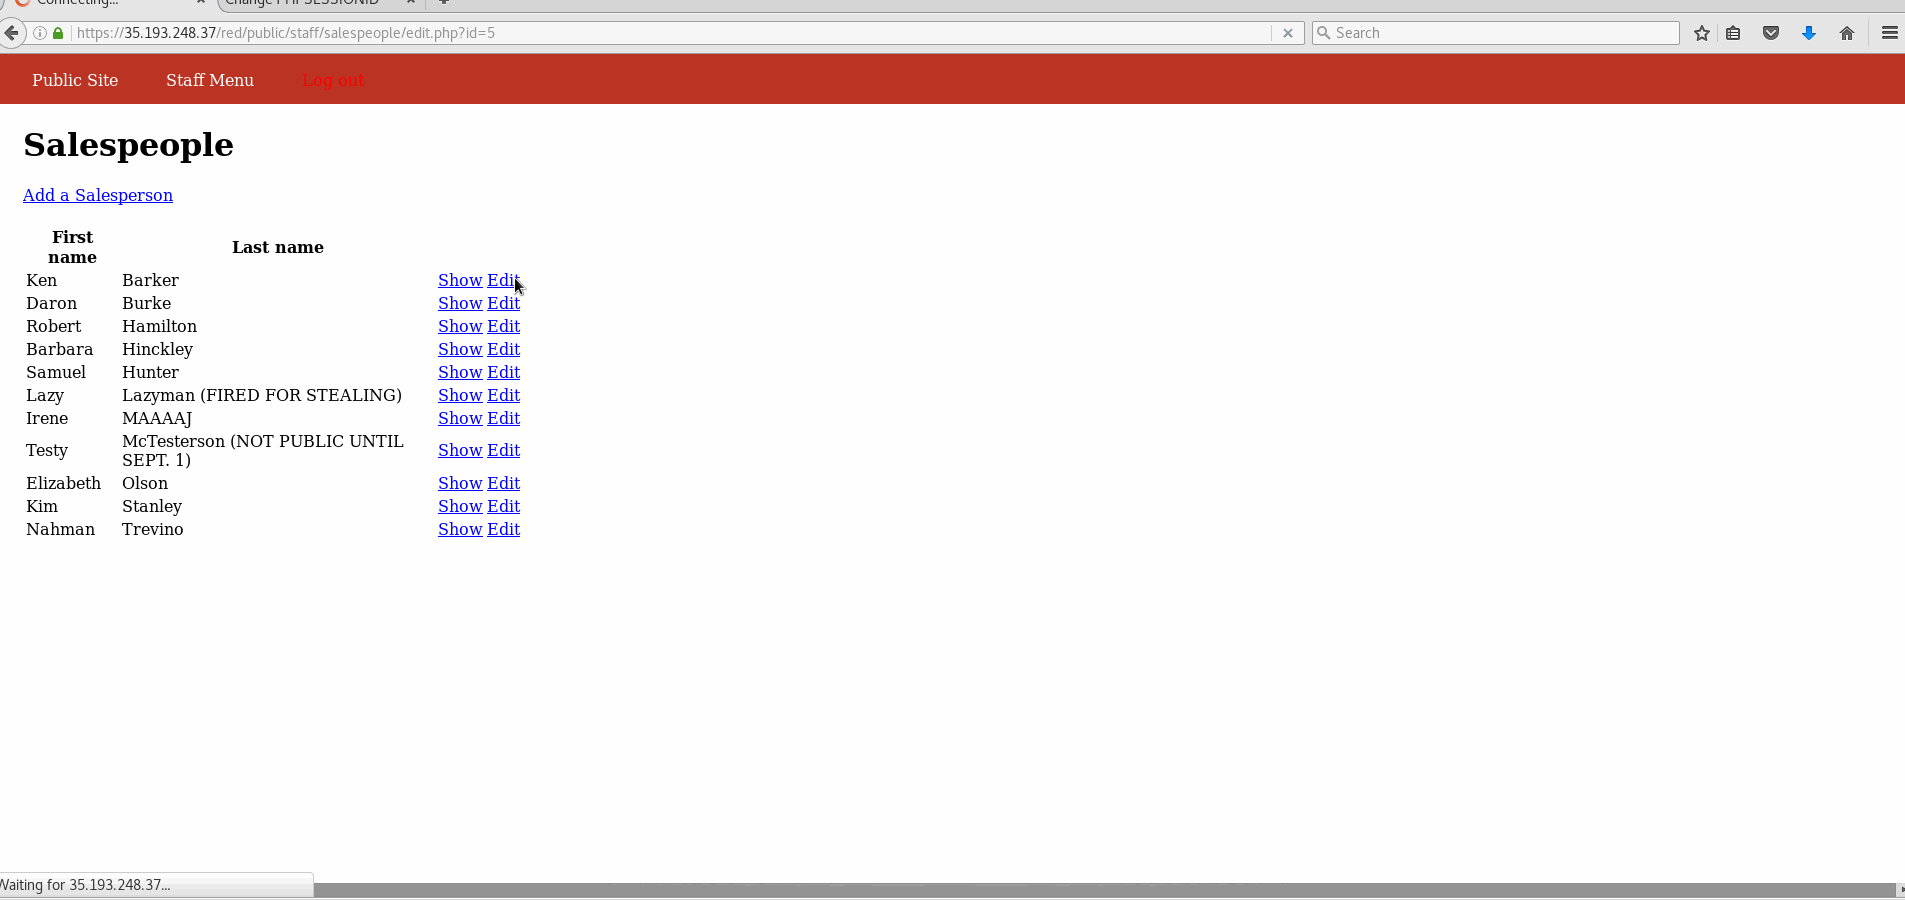 Connecting...
Change PHPSESSIONID
https://35.193.248.37/red/public/staff/salespeople/edit.php?id=5
Search
Public Site Staff Menu Log out
Salespeople
Add a Salesperson
First name Last name
Ken Barker Show Edit
Daron Burke Show Edit
Robert Hamilton Show Edit
Barbara Hinckley Show Edit
Samuel Hunter Show Edit
Lazy Lazyman (FIRED FOR STEALING) Show Edit
Irene MAAAAJ Show Edit
Testy McTesterson (NOT PUBLIC UNTIL SEPT. 1) Show Edit
Elizabeth Olson Show Edit
Kim Stanley Show Edit
Nahman Trevino Show Edit
Waiting for 35.193.248.37...